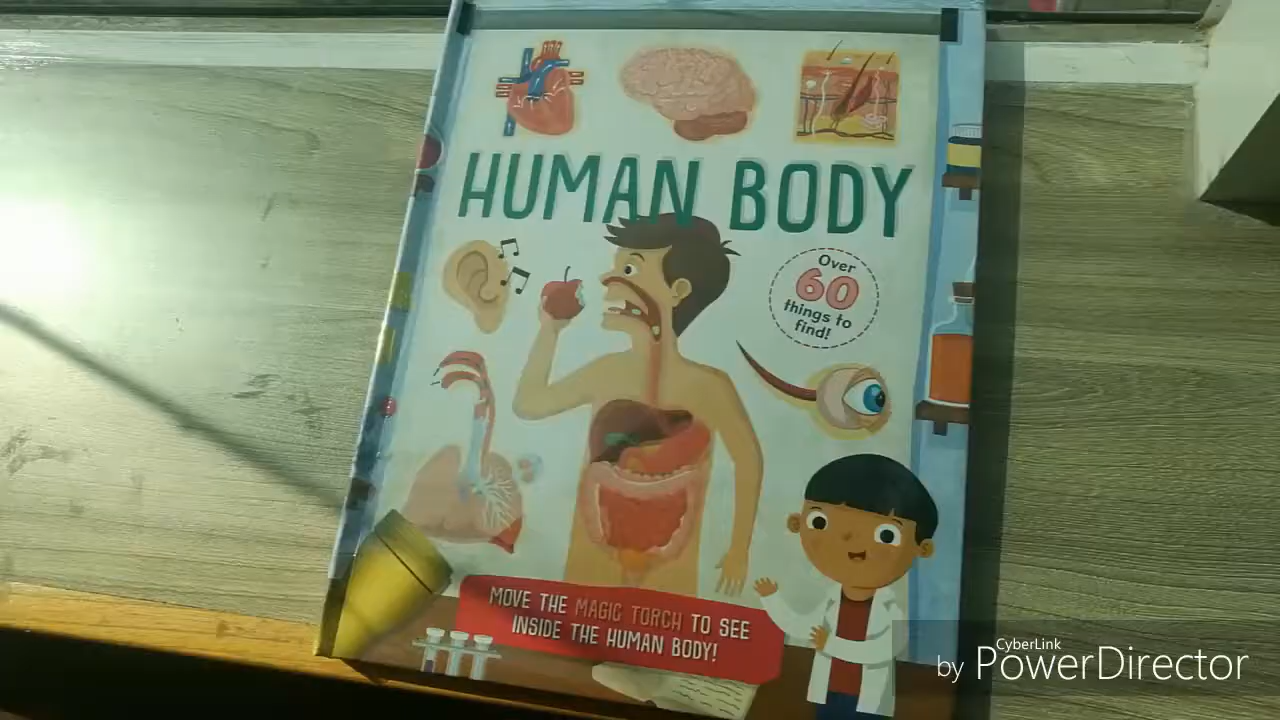 HUMAN BODY
Over
60
things to
find!
MOVE THE MAGIC TORCH TO SEE
INSIDE THE HUMAN BODY!
CyberLink
by PowerDirector